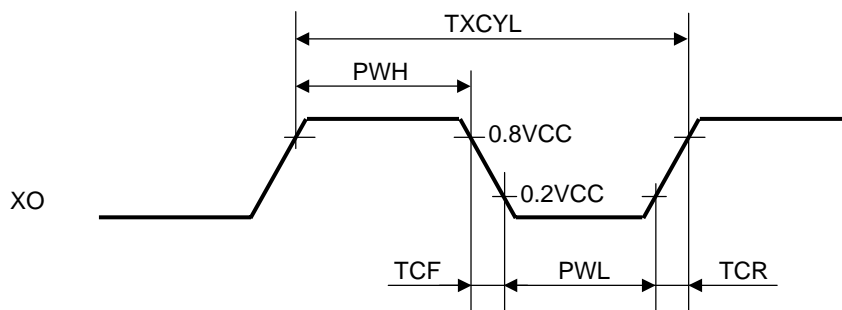 TXCYL
PWH
0.8VCC
XO
0.2VCC
TCF PWL TCR